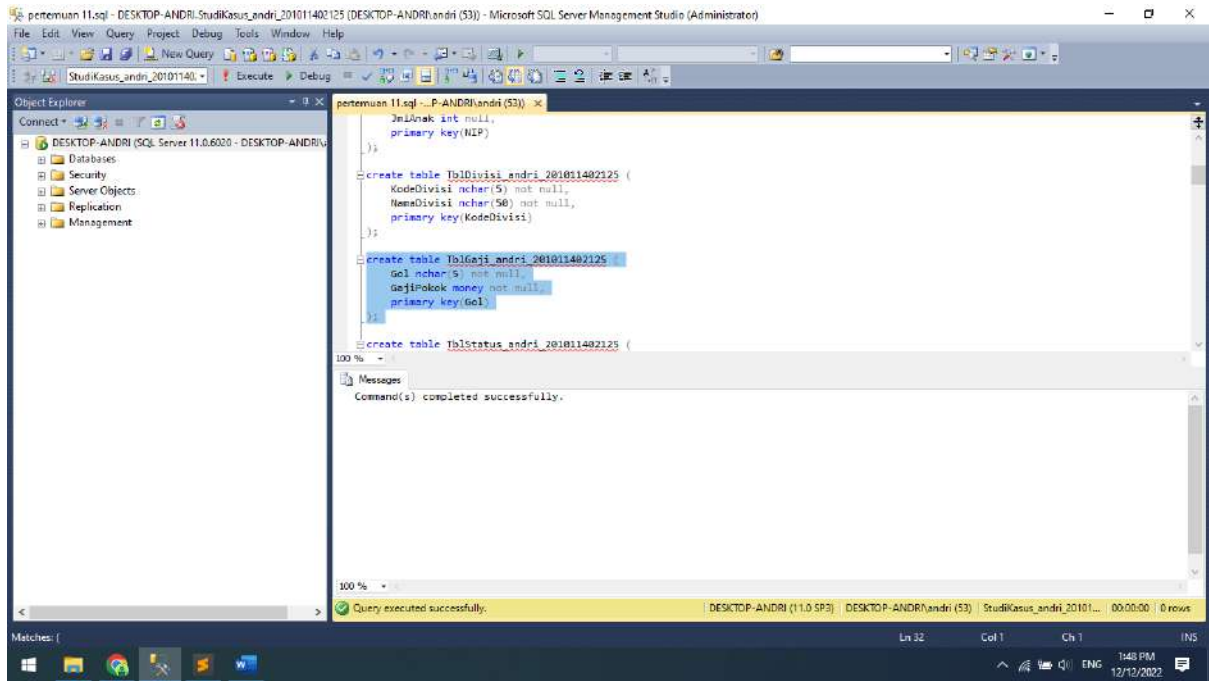 pertemuan 11.sql - DESKTOP-ANDRI.StudiKasus_andri_201011402125 (DESKTOP-ANDRI\andri (53)) - Microsoft SQL Server Management Studio (Administrator)
File Edit View Query Project Debug Tools Window Help
New Query
StudiKasus_andri_20101140. Execute Debug
Object Explorer
pertemuan 11.sql -...P-ANDRI\andri (53))
Connect
DESKTOP-ANDRI (SQL Server 11.0.6020 - DESKTOP-ANDRI\
Databases
Security
Server Objects
Replication
Management
JmlAnak int null,
primary key(NIP)
);
create table TblDivisi_andri_201011402125 (
KodeDivisi nchar(5) not null,
NamaDivisi nchar(50) not null,
primary key(KodeDivisi)
);
create table TblGaji_andri_201011402125 (
Gol nchar(5) not null,
GajiPokok money not null,
primary key(Gol)
);
create table TblStatus_andri_201011402125 (
100 %
Messages
Command(s) completed successfully.
100 %
Query executed successfully. DESKTOP-ANDRI (11.0 SP3) DESKTOP-ANDRI\andri (53) StudiKasus_andri_20101... 00:00:00 0 rows
Matches: ( Ln 32 Col 1 Ch 1 INS
ENG 1:48 PM
12/12/2022